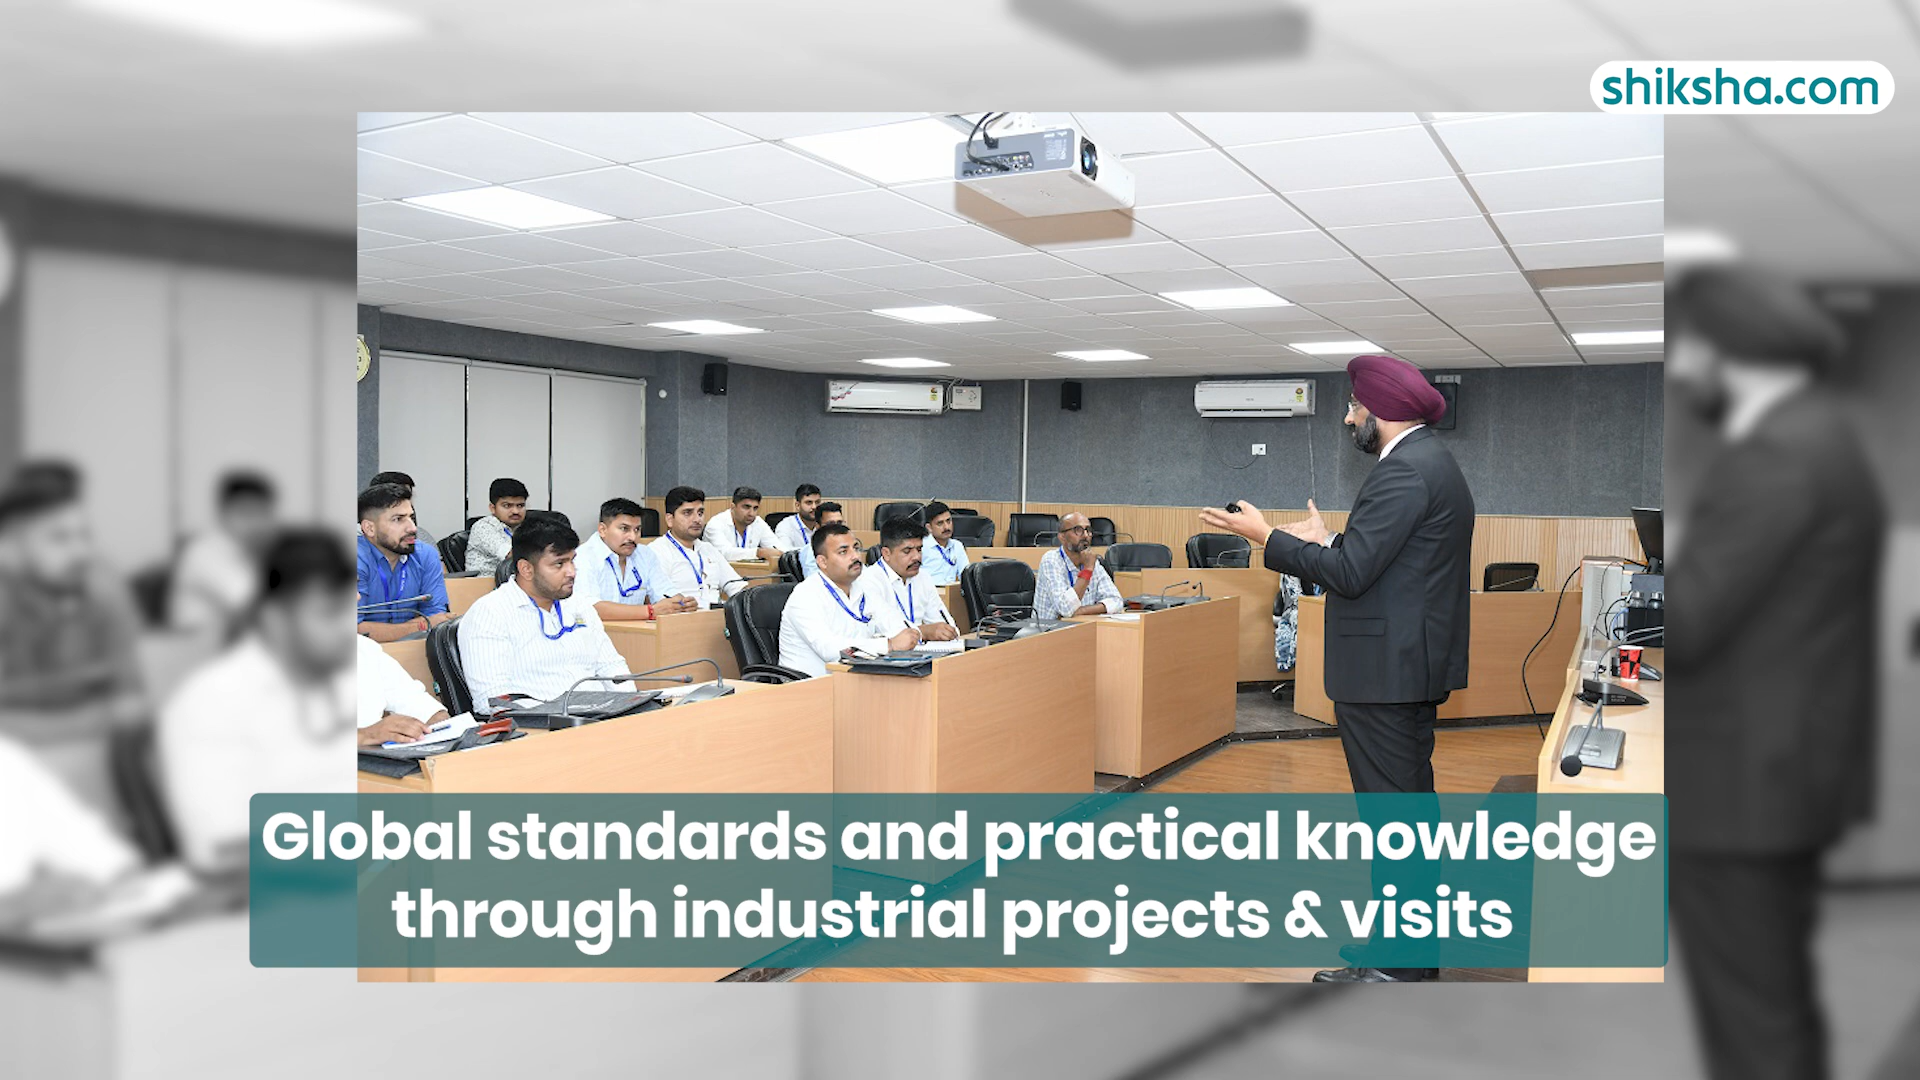 shiksha.com
Global standards and practical knowledge
through industrial projects & visits